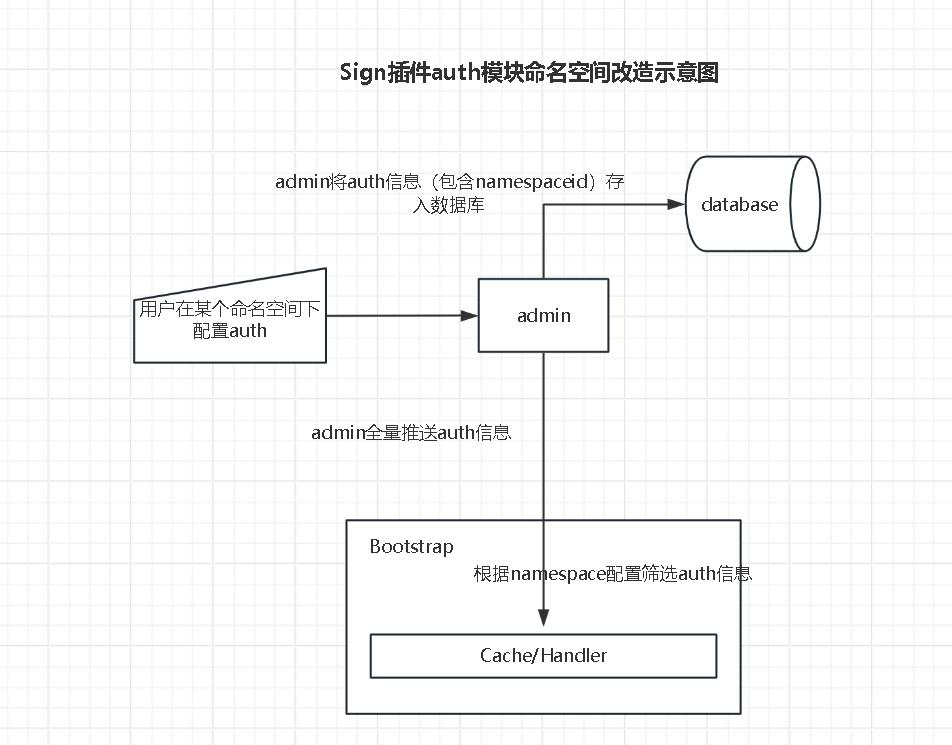 Sign插件auth模块命名空间改造示意图
admin将auth信息（包含namespaceid）存
入数据库
database
用户在某个命名空间下
配置auth
admin
admin全量推送auth信息
Bootstrap
根据namespace配置筛选auth信息
Cache/Handler